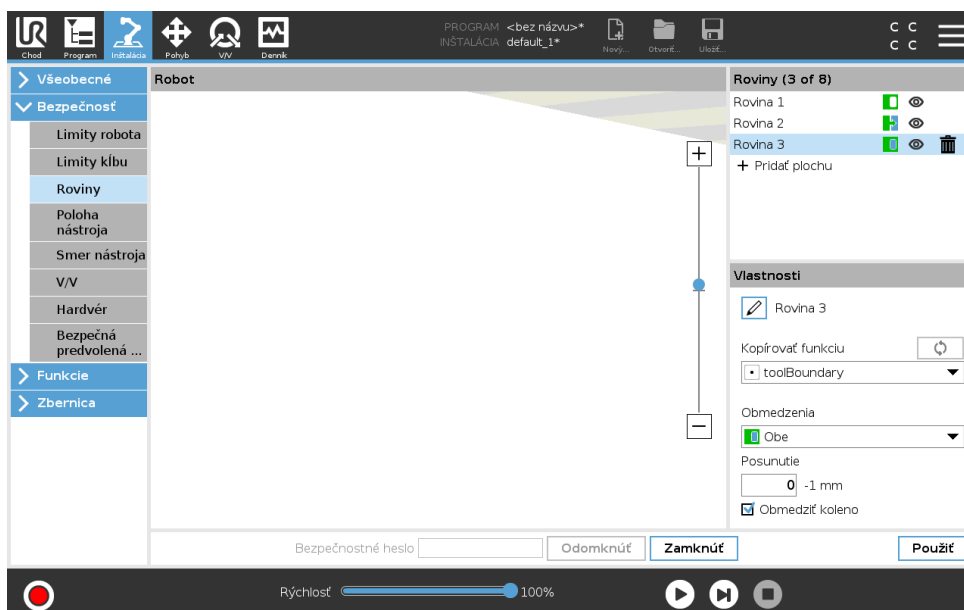 UR
PROGRAM <bez názvu>*
INŠTALÁCIA default_1*
Chod
Program
Inštalácia
Pohyb
V/V
Denník
Nový...
Otvoriť...
Uložiť...
C C
C C
Všeobecné
Bezpečnosť
Limity robota
Limity kĺbu
Roviny
Poloha
nástroja
Smer nástroja
V/V
Hardvér
Bezpečná
predvolená ...
Funkcie
Zbernica
Robot
Roviny (3 of 8)
Rovina 1
Rovina 2
Rovina 3
+ Pridať plochu
Vlastnosti
Rovina 3
Kopírovať funkciu
toolBoundary
Obmedzenia
Obe
Posunutie
0 -1 mm
Obmedziť koleno
Bezpečnostné heslo
Odomknúť
Zamknúť
Použiť
Rýchlosť
100%